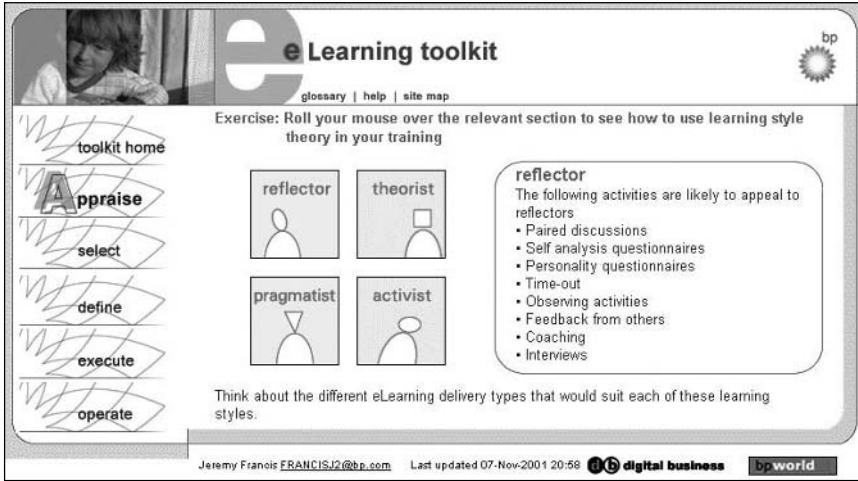 bp
e Learning toolkit
glossary | help | site map
Exercise: Roll your mouse over the relevant section to see how to use learning style
theory in your training
toolkit home
Appraise
select
define
execute
operate
reflector
theorist
pragmatist
activist
reflector
The following activities are likely to appeal to
reflectors
• Paired discussions
• Self analysis questionnaires
• Personality questionnaires
• Time-out
• Observing activities
• Feedback from others
• Coaching
• Interviews
Think about the different eLearning delivery types that would suit each of these learning
styles.
Jeremy Francis FRANCISJ2@bp.com Last updated 07-Nov-2001 20:58 db digital business bpworld